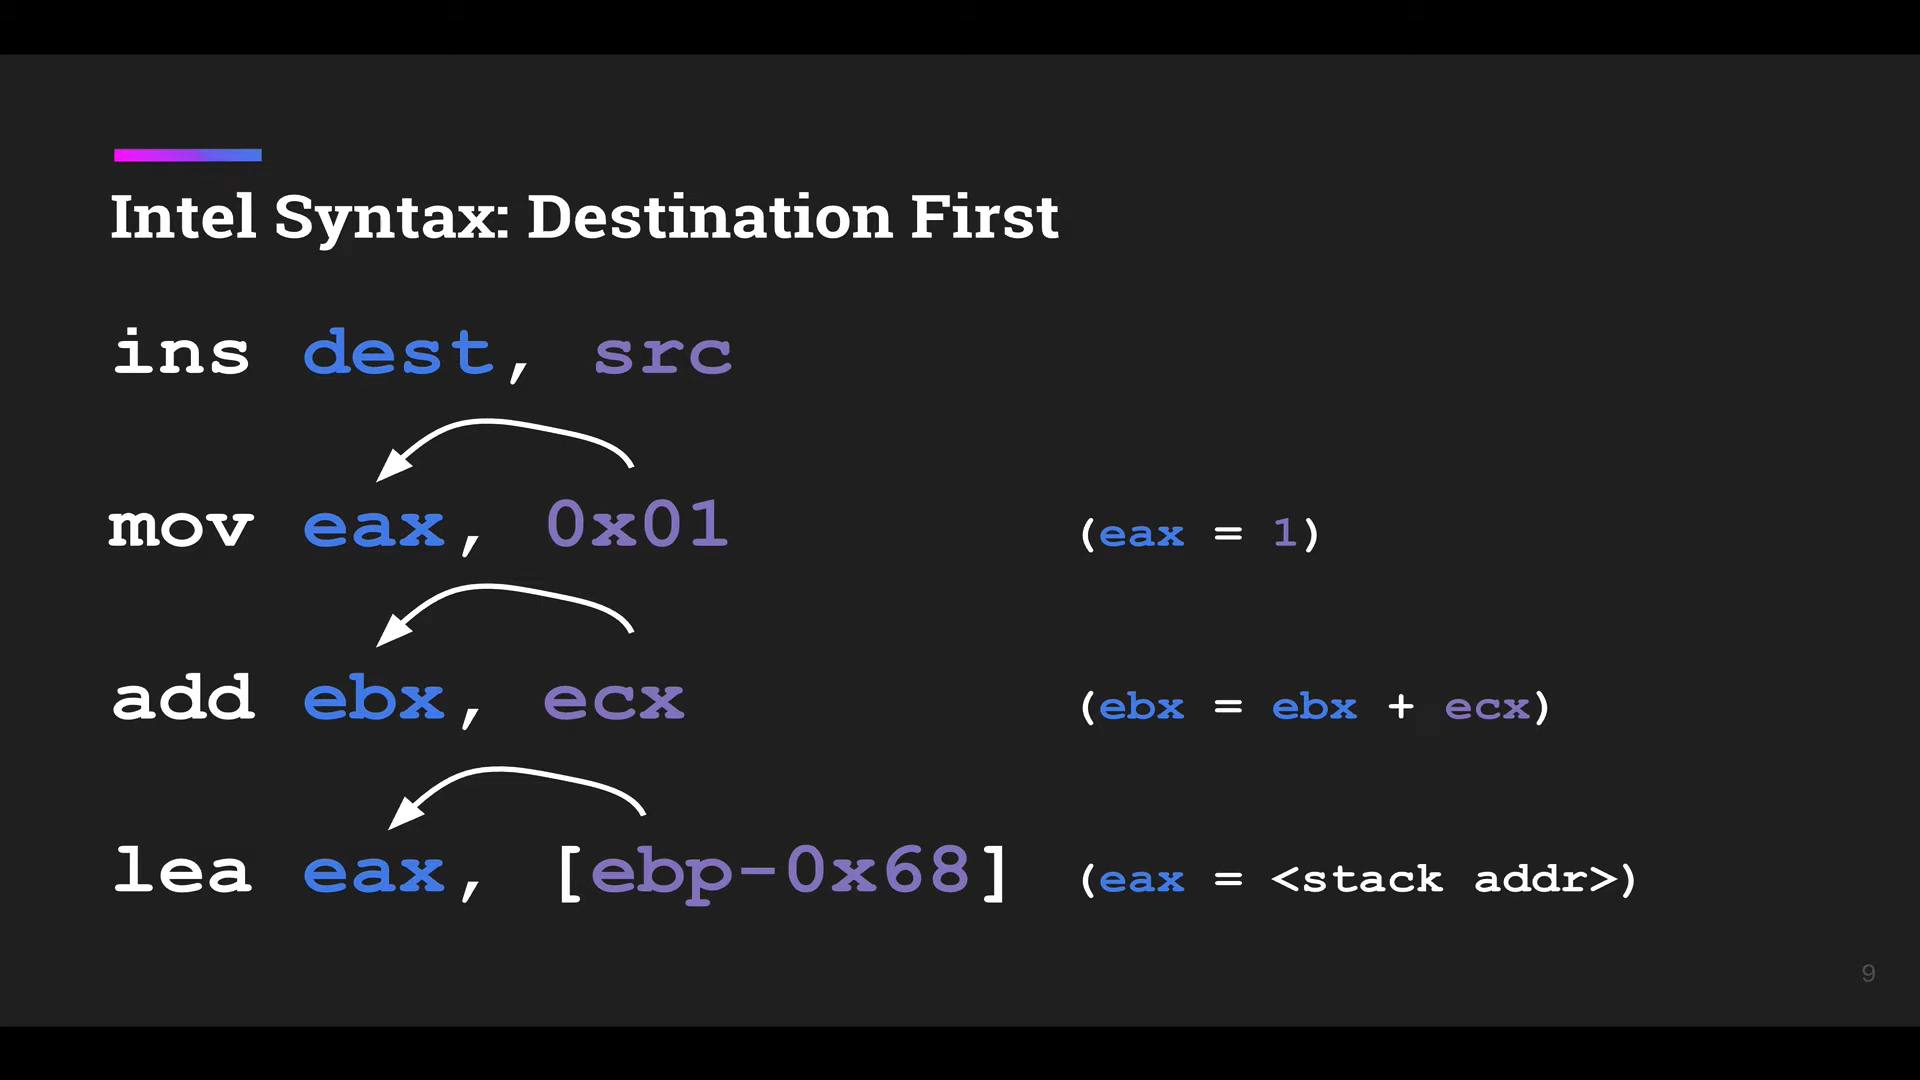 Intel Syntax: Destination First
ins dest, src
mov eax, 0x01 (eax = 1)
add ebx, ecx (ebx = ebx + ecx)
lea eax, [ebp-0x68] (eax = <stack addr>)
9